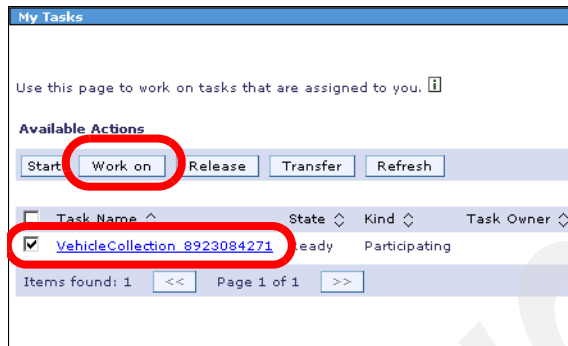 My Tasks
Use this page to work on tasks that are assigned to you. i
Available Actions
Start Work on Release Transfer Refresh
Task Name State Kind Task Owner
VehicleCollection_8923084271 Ready Participating
Items found: 1 << Page 1 of 1 >>